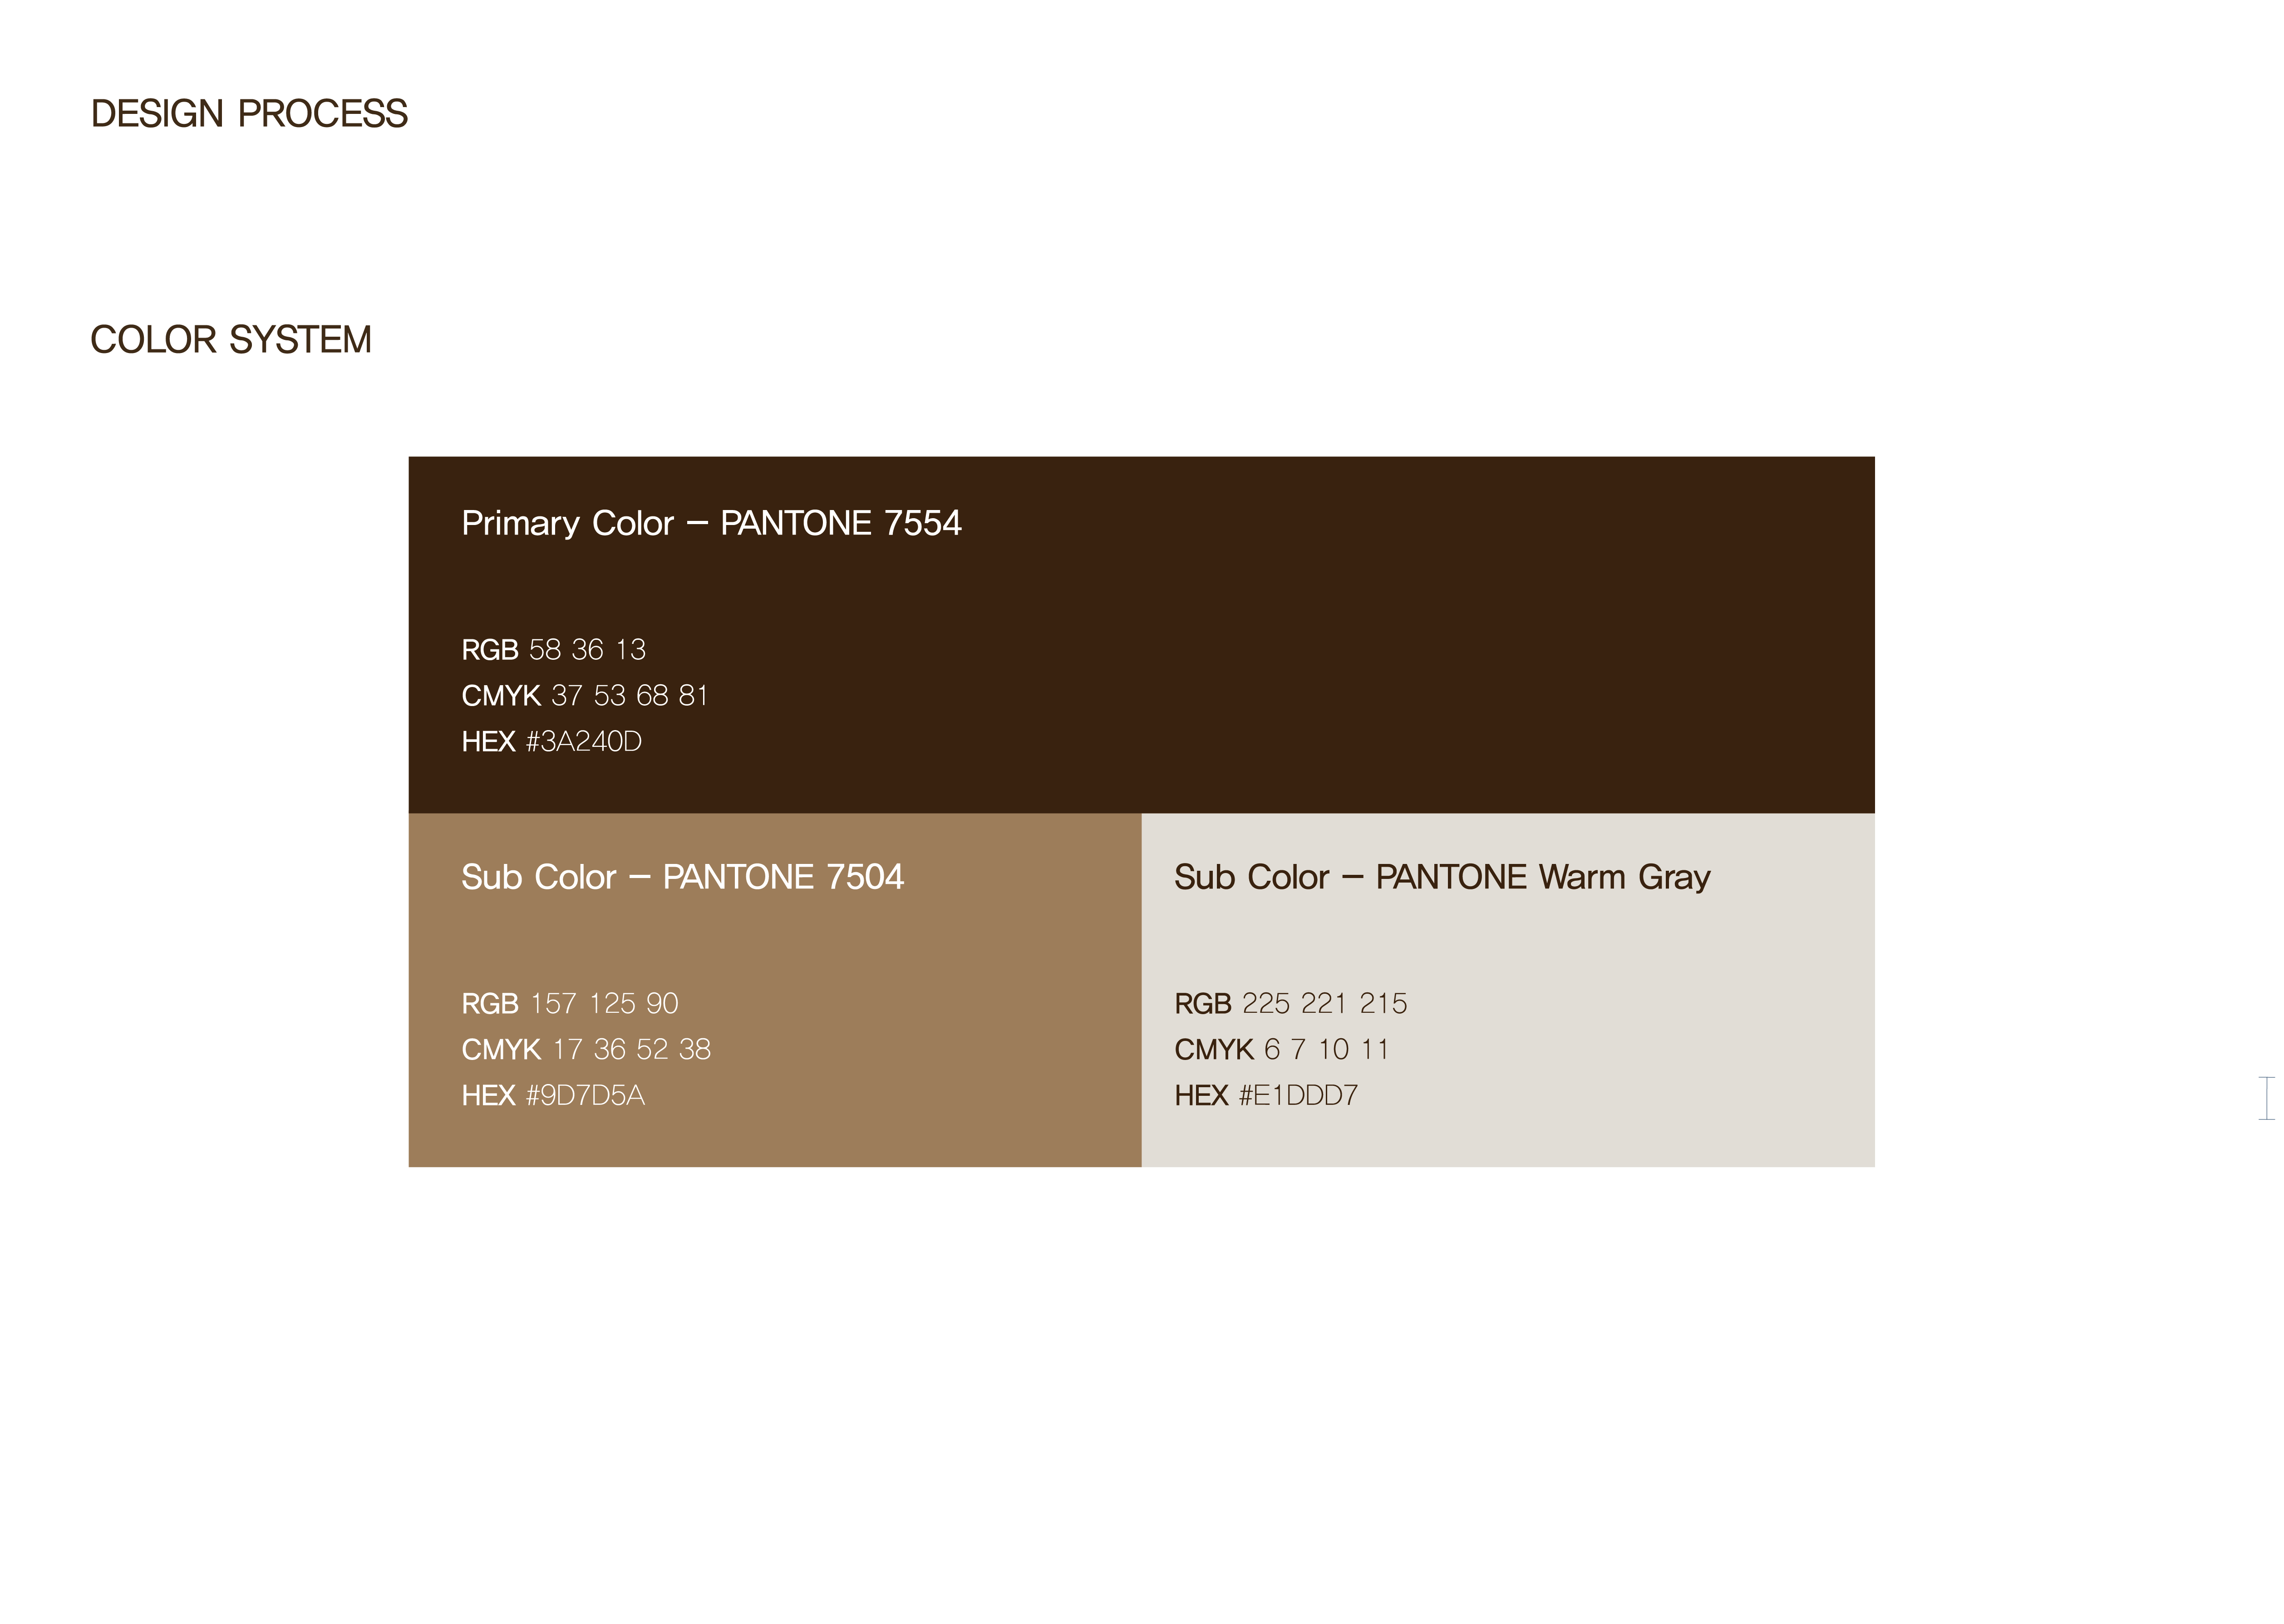 DESIGN PROCESS
COLOR SYSTEM
Primary Color – PANTONE 7554
RGB 58 36 13
CMYK 37 53 68 81
HEX #3A240D
Sub Color – PANTONE 7504
RGB 157 125 90
CMYK 17 36 52 38
HEX #9D7D5A
Sub Color – PANTONE Warm Gray
RGB 225 221 215
CMYK 6 7 10 11
HEX #E1DDD7